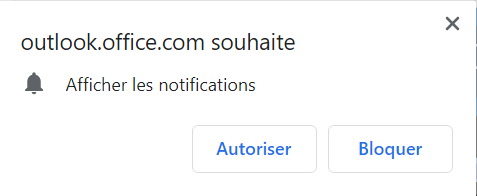 outlook.office.com souhaite
Afficher les notifications
Autoriser
Bloquer